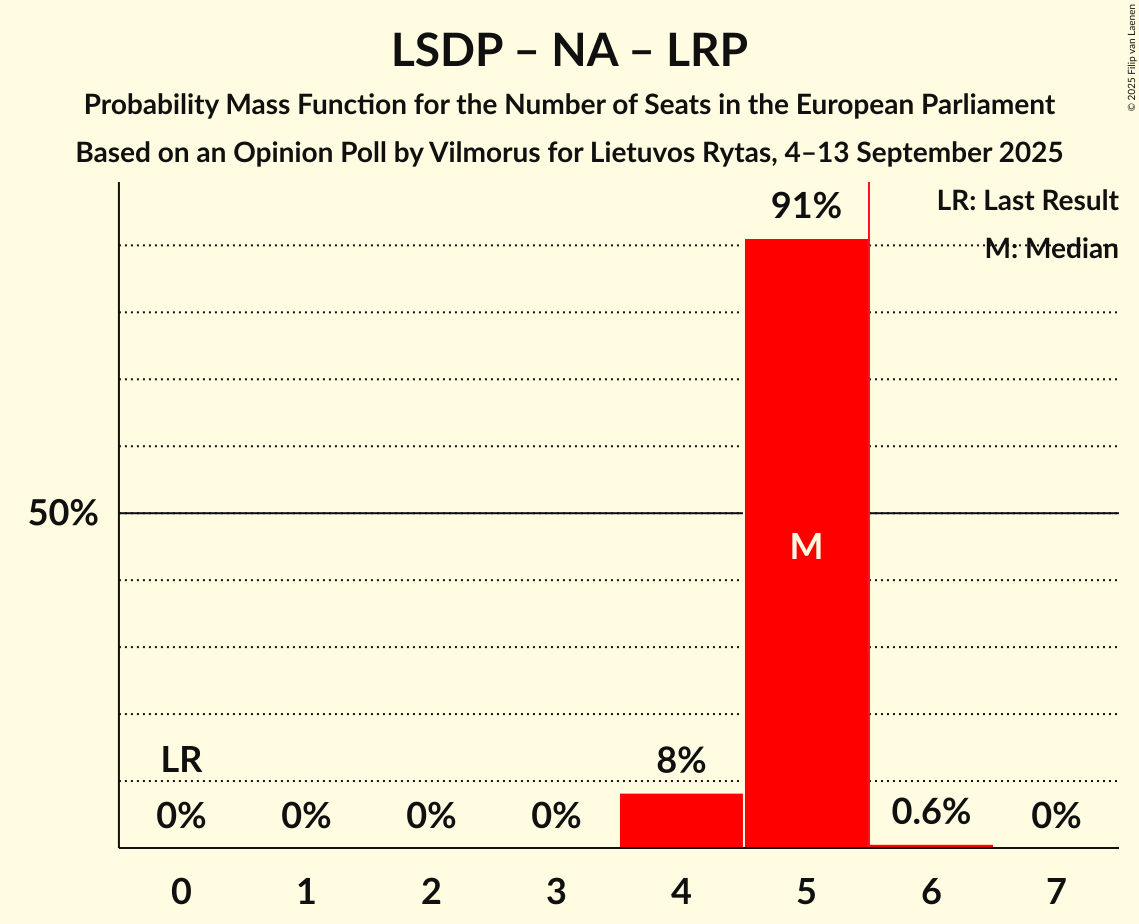 LSDP – NA – LRP
Probability Mass Function for the Number of Seats in the European Parliament
Based on an Opinion Poll by Vilmorus for Lietuvos Rytas, 4–13 September 2025
© 2025 Filip van Laenen
LR: Last Result
M: Median
91%
50%
M
LR
8%
0% 0% 0% 0% 0.6% 0%
0 1 2 3 4 5 6 7